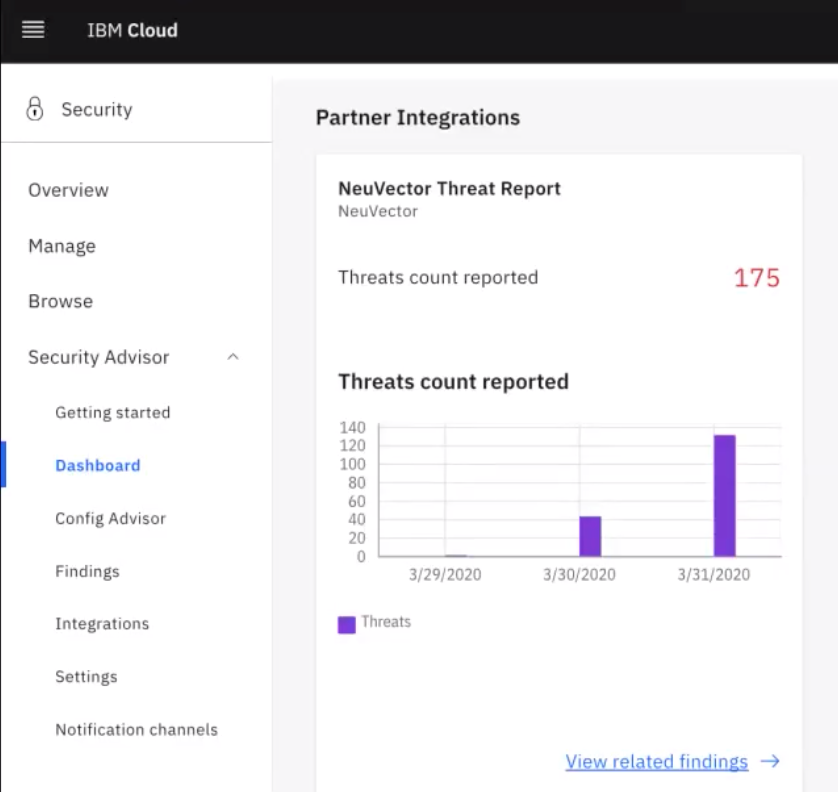 IBM Cloud
Security
Overview
Manage
Browse
Security Advisor
Getting started
Dashboard
Config Advisor
Findings
Integrations
Settings
Notification channels
Partner Integrations
NeuVector Threat Report
NeuVector
Threats count reported 175
Threats count reported
140
120
100
80
60
40
20
0
3/29/2020 3/30/2020 3/31/2020
Threats
View related findings →